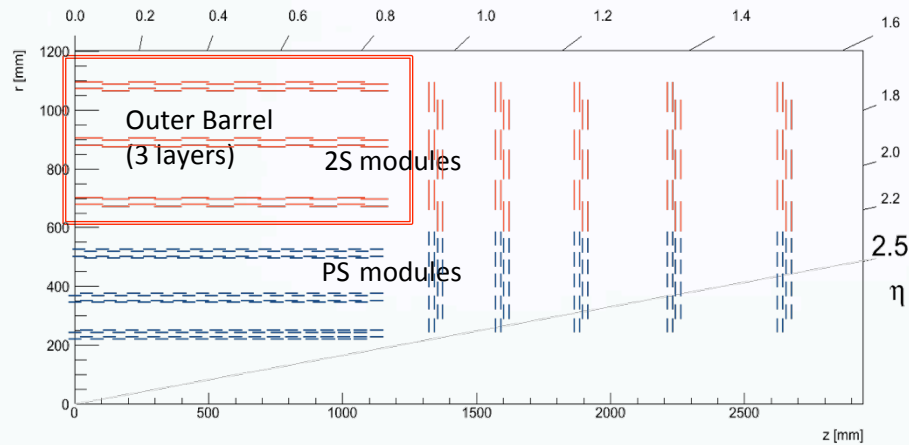 0.0 0.2 0.4 0.6 0.8 1.0 1.2 1.4 1.6
r [mm]
1200
1000
800
600
400
200
0
Outer Barrel
(3 layers)
2S modules
PS modules
1.8
2.0
2.2
2.5
η
0.0 500 1000 1500 2000 2500
z [mm]